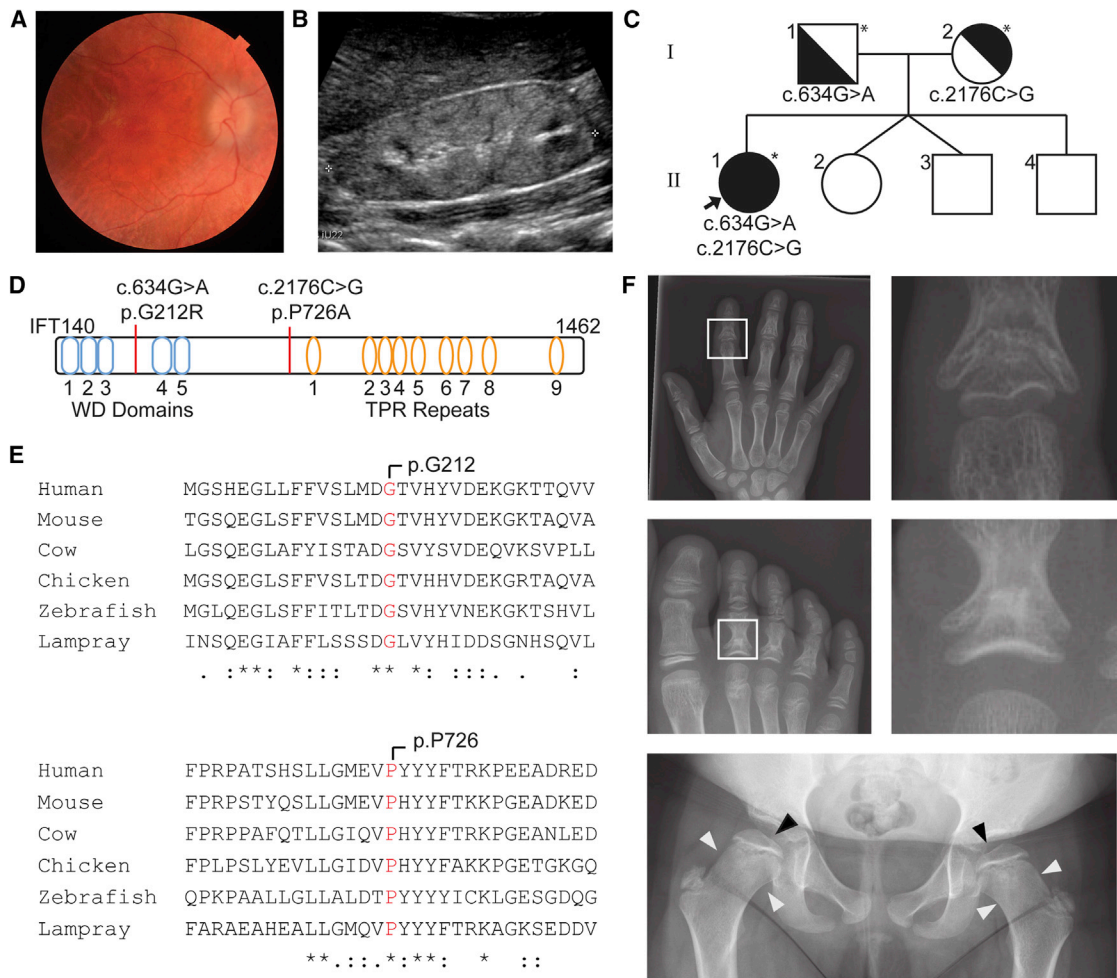 A
B
iU22
C
I
1
*
2
*
c.634G>A
c.2176C>G
II
1
*
2
3
4
c.634G>A
c.2176C>G
D
c.634G>A
c.2176C>G
p.G212R
p.P726A
IFT140
1462
1 2 3 4 5
1 2 3 4 5 6 7 8 9
WD Domains
TPR Repeats
E
p.G212
Human MGSHEGLLFFVSLMDGTVHYVDEKGKTTQVV
Mouse TGSQEGLSFFVSLMDGTVHYVDEKGKTAQVA
Cow LGSQEGLAFYISTADGSVYSVDEQVKSVPLL
Chicken MGSQEGLSFFVSLTDGTVHHVDEKGRTAQVA
Zebrafish MGLQEGLSFFITLTDGSVHYVNEKGKTSHVL
Lampray INSQEGIAFFLSSSDGLVYHIDDSGNHSQVL
. :**: *::: ** *: ::: . . :
p.P726
Human FPRPATSHSLLGMEVPYYYFTRKPEEADRED
Mouse FPRPSTYQSLLGMEVPHYYFTKKPGEADKED
Cow FPRPPAFQTLLGIQVPHYYFTRKPGEANLED
Chicken FPLPSLYEVLLGIDVPHYYFAKKPGETGKGQ
Zebrafish QPKPAALLGLLALDTPYYYYICKLGESGDQG
Lampray FARAEAHEALLGMQVPYYYFTRKAGKSEDDV
**.::.*:**: * ::
F